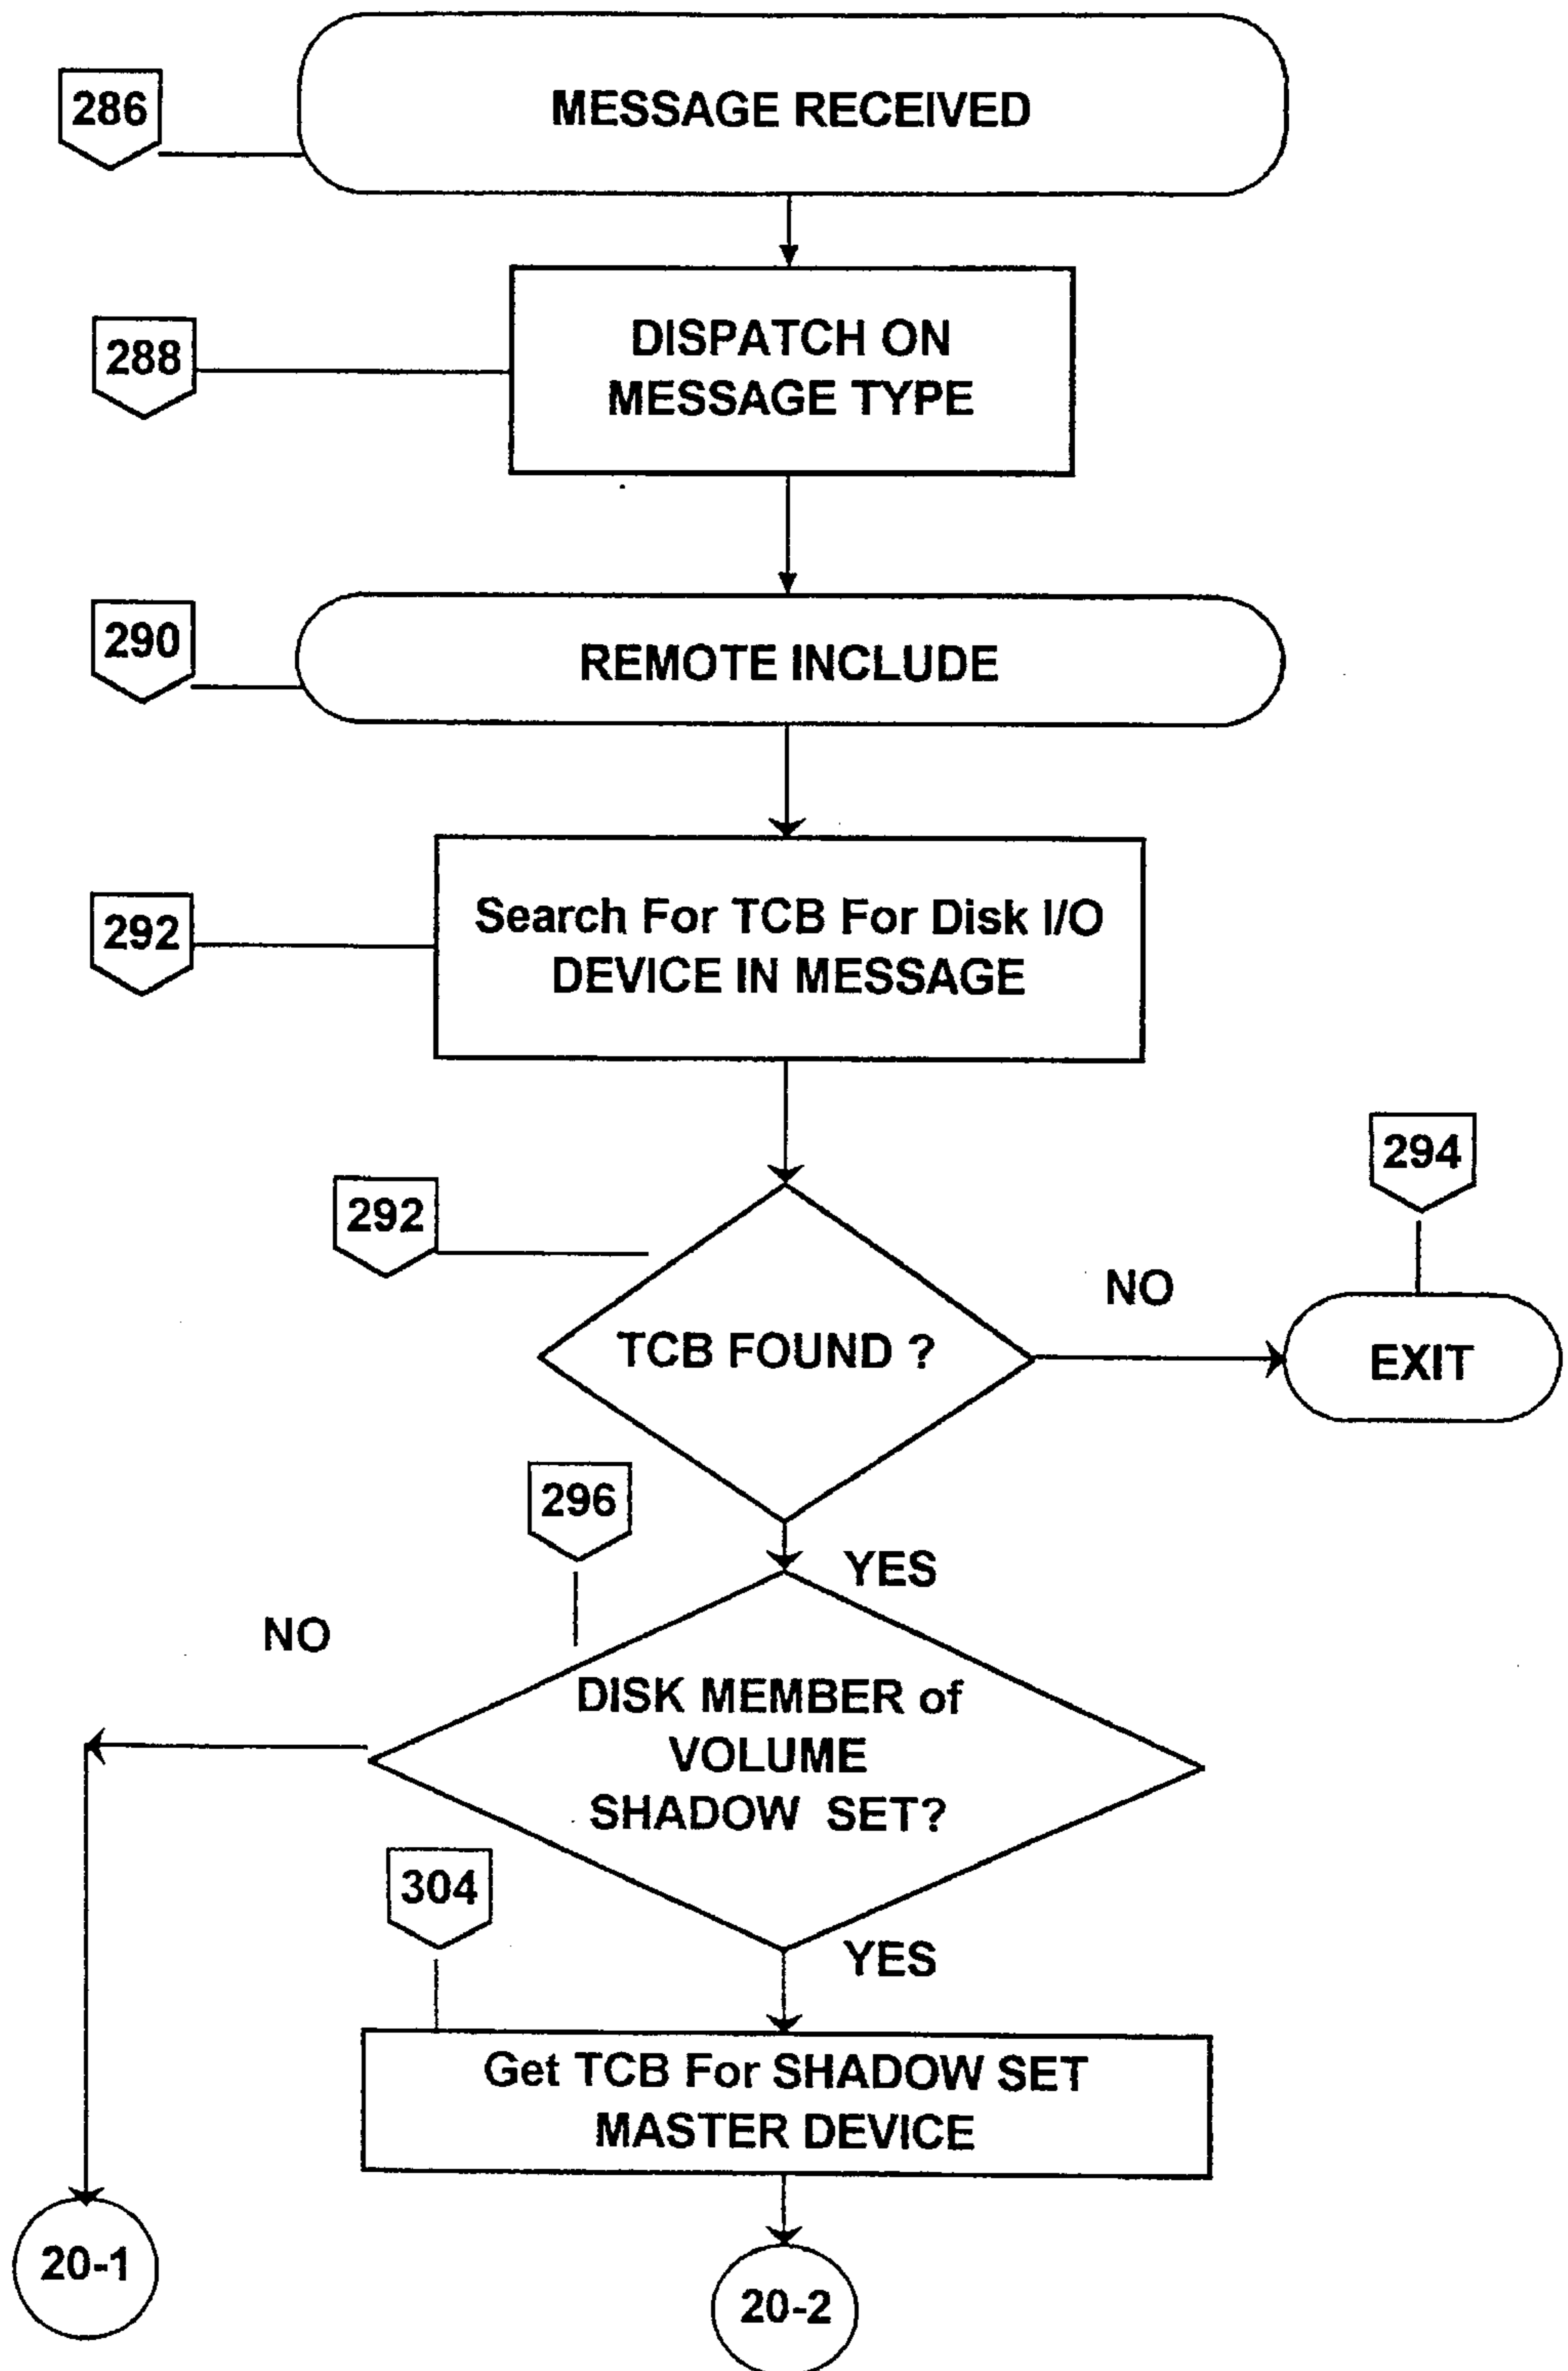 286
MESSAGE RECEIVED
288
DISPATCH ON
MESSAGE TYPE
290
REMOTE INCLUDE
292
Search For TCB For Disk I/O
DEVICE IN MESSAGE
294
292
NO
TCB FOUND ?
EXIT
296
YES
NO
DISK MEMBER of
VOLUME
SHADOW SET?
304
YES
Get TCB For SHADOW SET
MASTER DEVICE
20-1
20-2